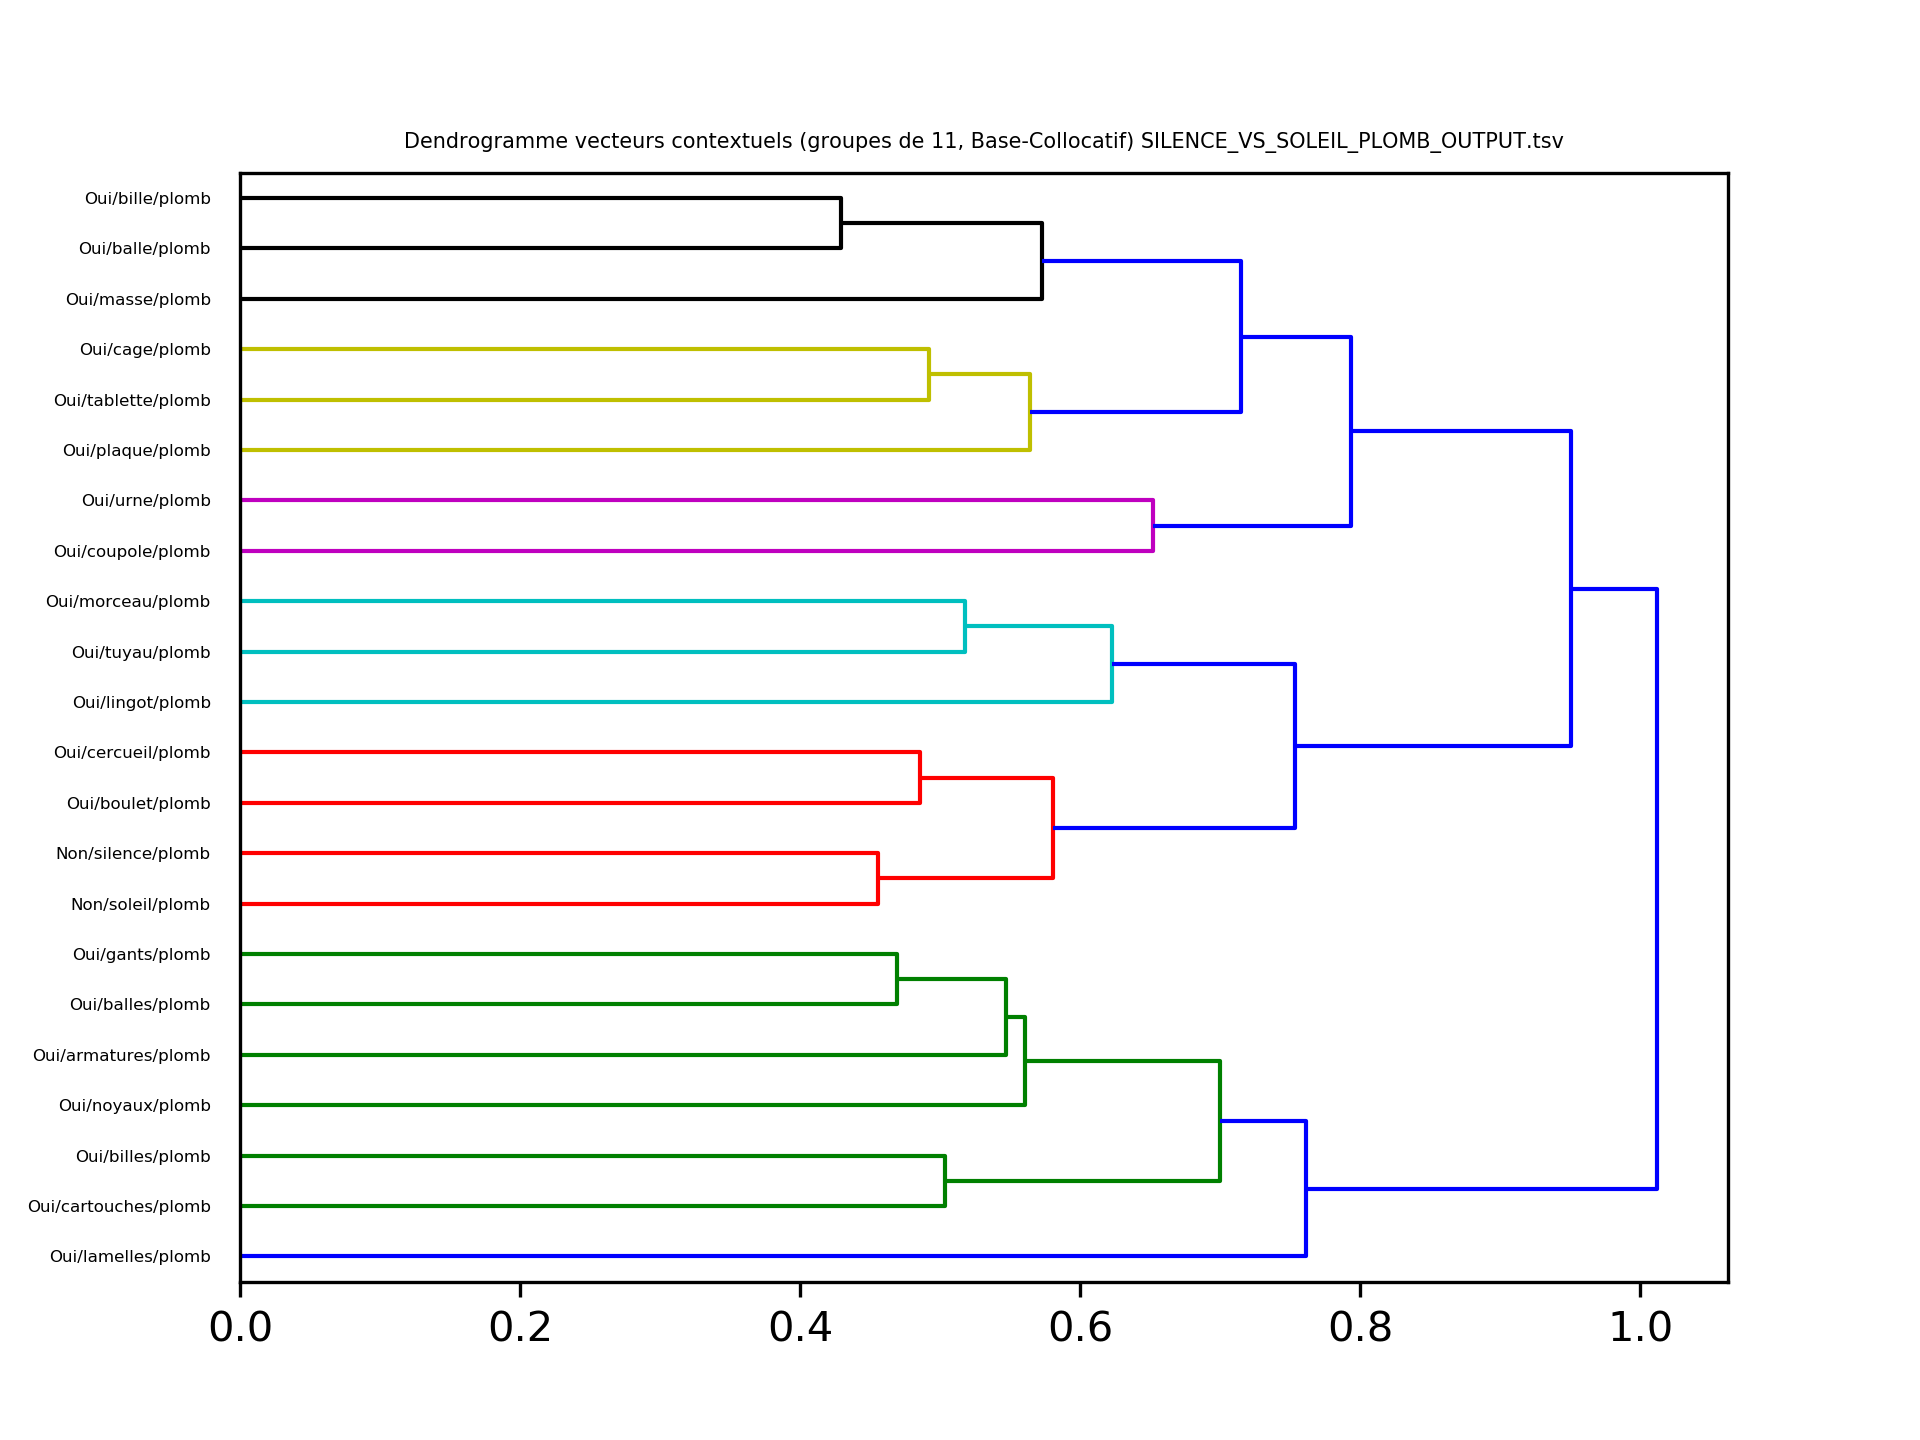 Dendrogramme vecteurs contextuels (groupes de 11, Base-Collocatif) SILENCE_VS_SOLEIL_PLOMB_OUTPUT.tsv
Oui/bille/plomb
Oui/balle/plomb
Oui/masse/plomb
Oui/cage/plomb
Oui/tablette/plomb
Oui/plaque/plomb
Oui/urne/plomb
Oui/coupole/plomb
Oui/morceau/plomb
Oui/tuyau/plomb
Oui/lingot/plomb
Oui/cercueil/plomb
Oui/boulet/plomb
Non/silence/plomb
Non/soleil/plomb
Oui/gants/plomb
Oui/balles/plomb
Oui/armatures/plomb
Oui/noyaux/plomb
Oui/billes/plomb
Oui/cartouches/plomb
Oui/lamelles/plomb
0.0 0.2 0.4 0.6 0.8 1.0